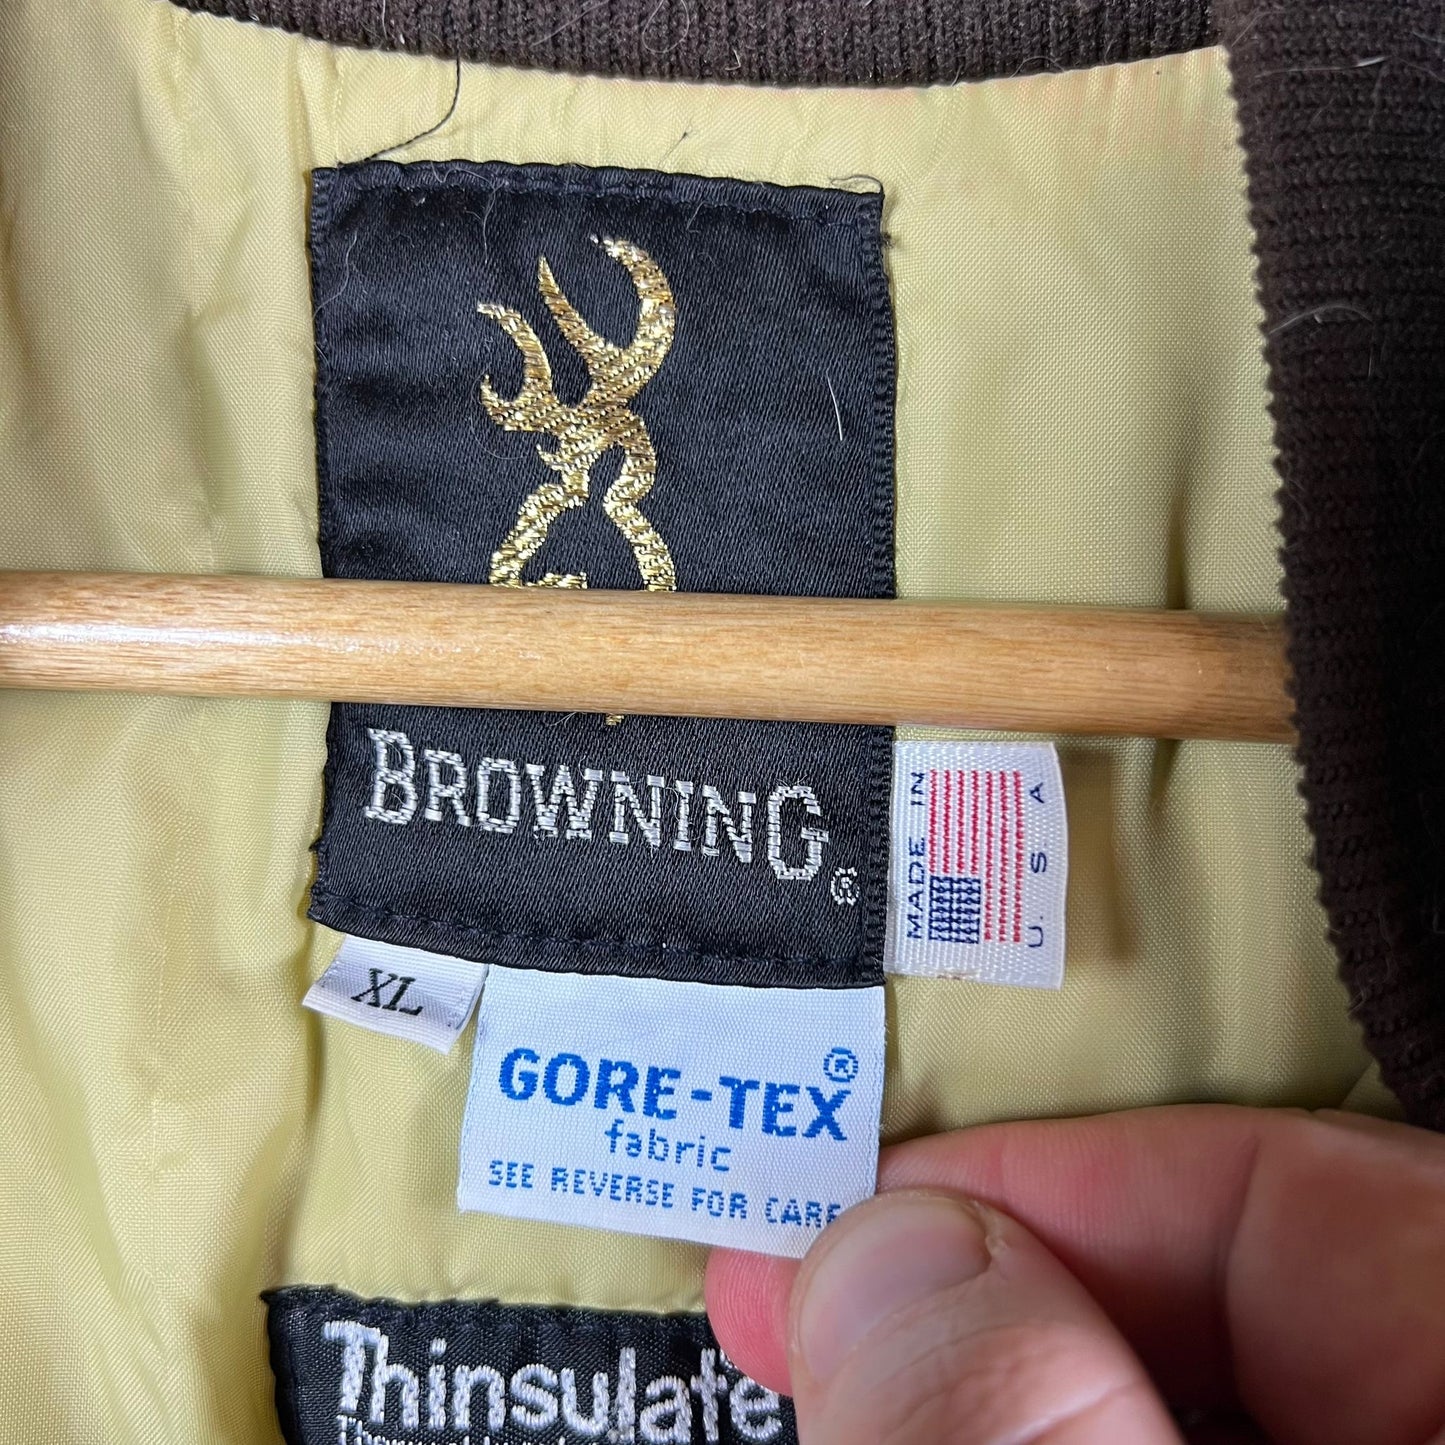 BROWNING®
MADE IN
U. S A
XL
GORE-TEX®
fabric
SEE REVERSE FOR CARE
Thinsulate